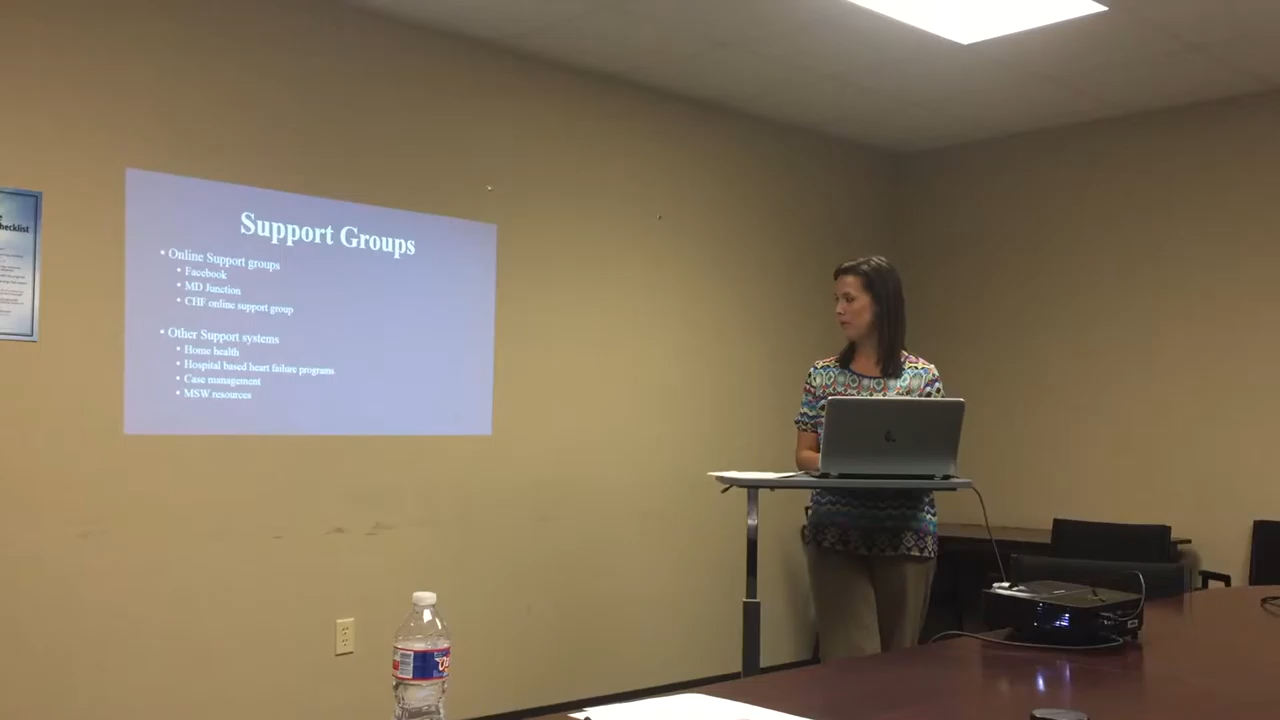 Support Groups
• Online Support groups
• Facebook
• MD Junction
• CHF online support group
• Other Support systems
• Home health
• Hospital based heart failure programs
• Case management
• MSW resources
hecklist